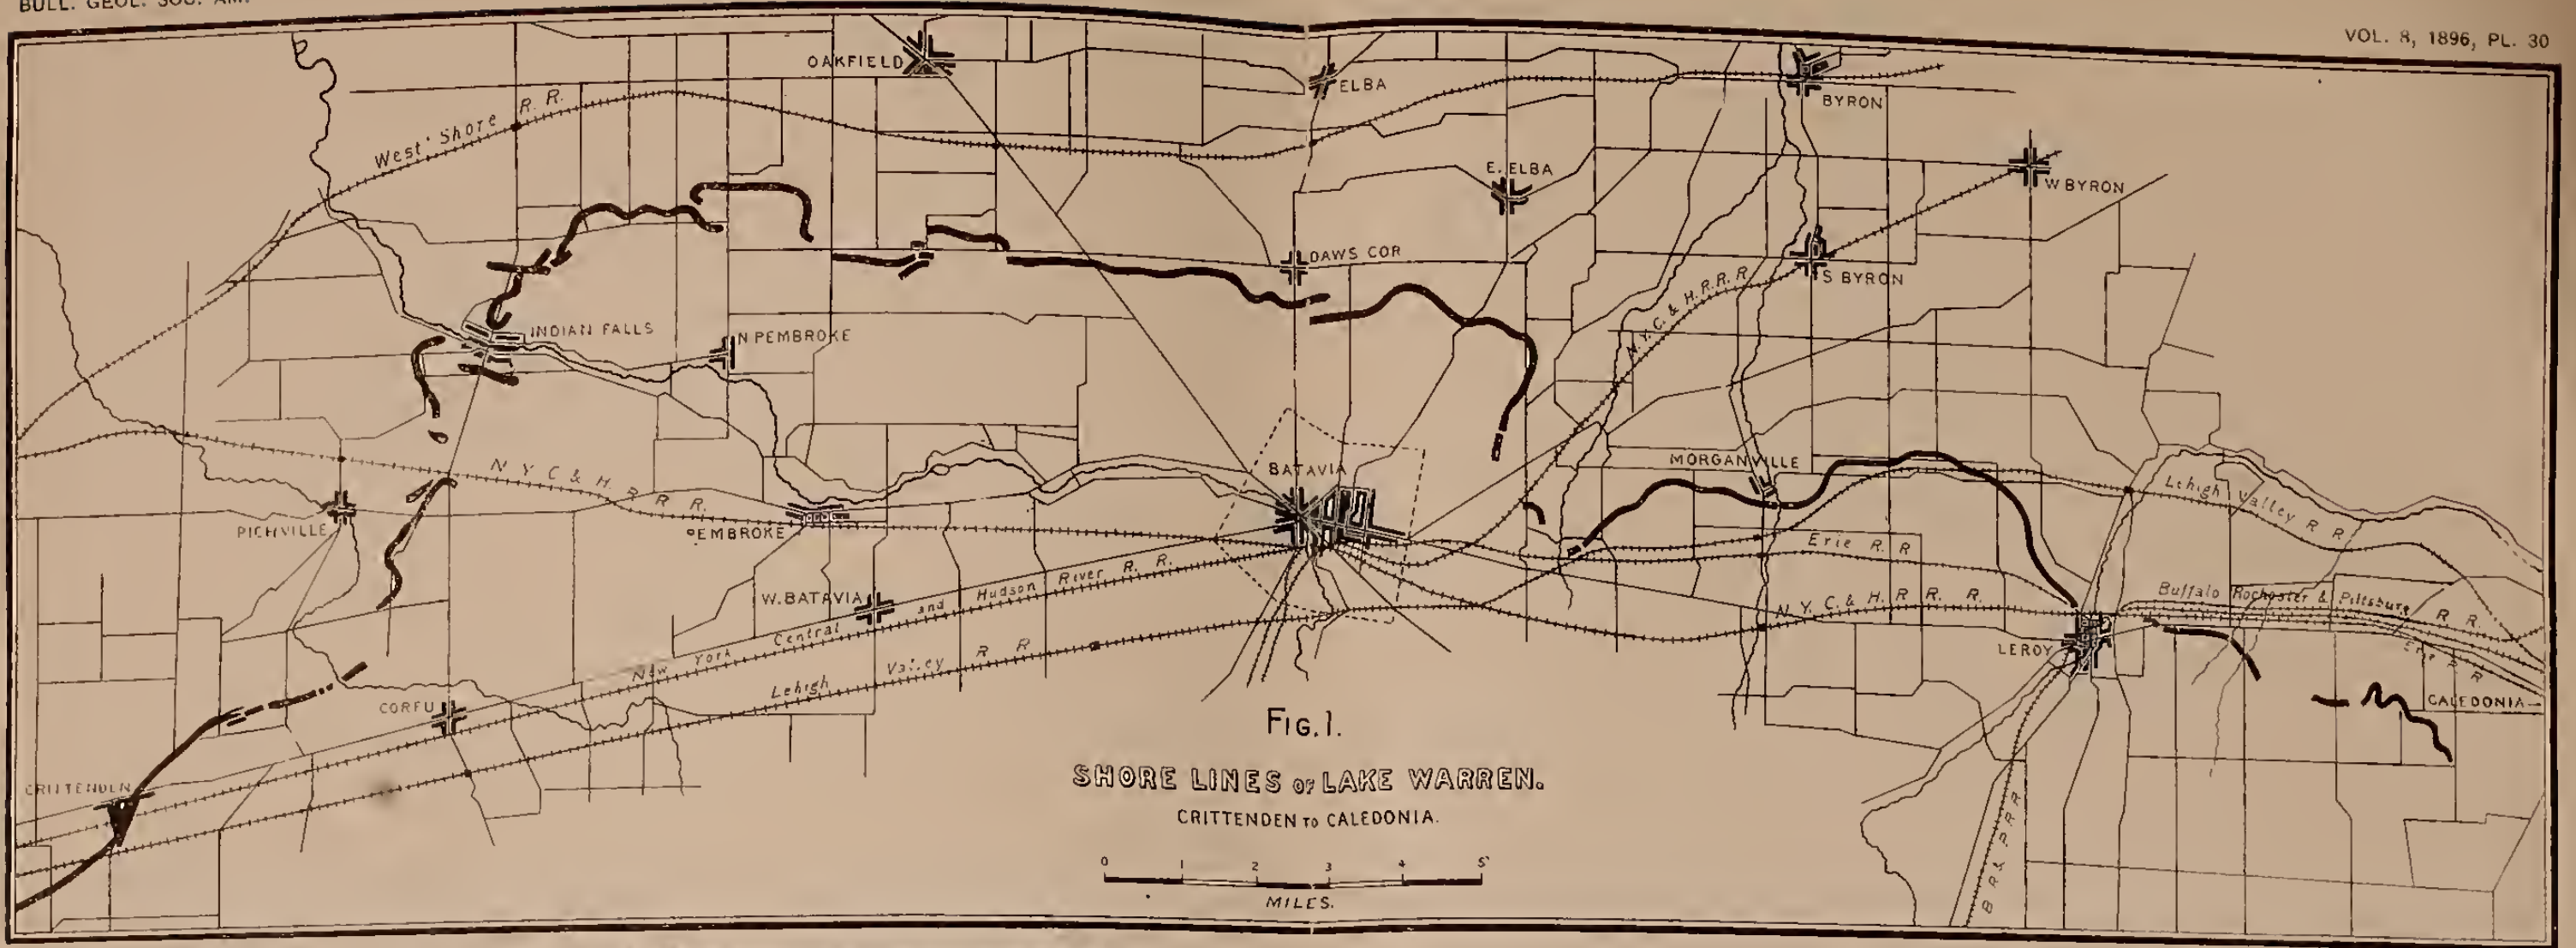 BULL. GEOL. SOC. AM.
VOL. 8, 1896, PL. 30
OAKFIELD
ELBA
BYRON
West Shore R. R.
E. ELBA
W BYRON
DAWS COR
S BYRON
N.Y.C. & H.R.R.R.
INDIAN FALLS
N PEMBROKE
BATAVIA
MORGANVILLE
N Y C & H. R R R.
Lehigh Valley R R
PICHVILLE
PEMBROKE
Erie R. R
W. BATAVIA
New York Central and Hudson River R. R.
N Y. C. & H. R R. R.
Buffalo Rochester & Pittsburg R R.
LEROY
Erie R. R
Lehigh Valley R R
CORFU
CALEDONIA
FIG. 1.
CRITTENDEN
SHORE LINES OF LAKE WARREN.
CRITTENDEN TO CALEDONIA.
0 1 2 3 4 5
MILES.
B R & P R R